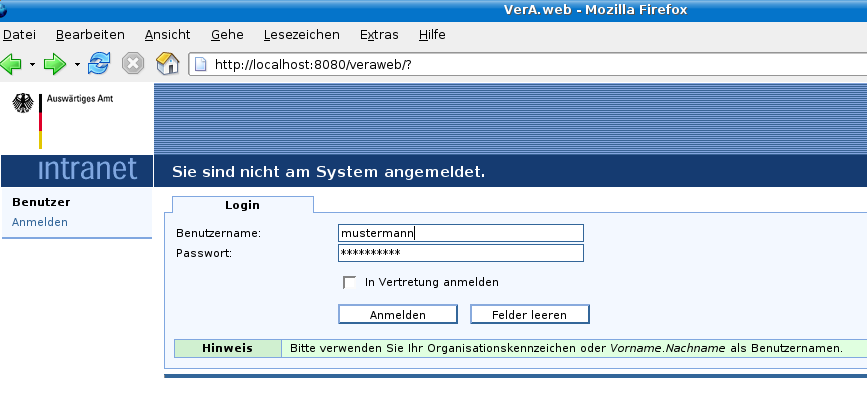 VerA.web - Mozilla Firefox
Datei Bearbeiten Ansicht Gehe Lesezeichen Extras Hilfe
http://localhost:8080/veraweb/?
Auswärtiges Amt
intranet
Sie sind nicht am System angemeldet.
Benutzer
Anmelden
Login
Benutzername: mustermann
Passwort: **********
In Vertretung anmelden
Anmelden Felder leeren
Hinweis Bitte verwenden Sie Ihr Organisationskennzeichen oder Vorname.Nachname als Benutzernamen.